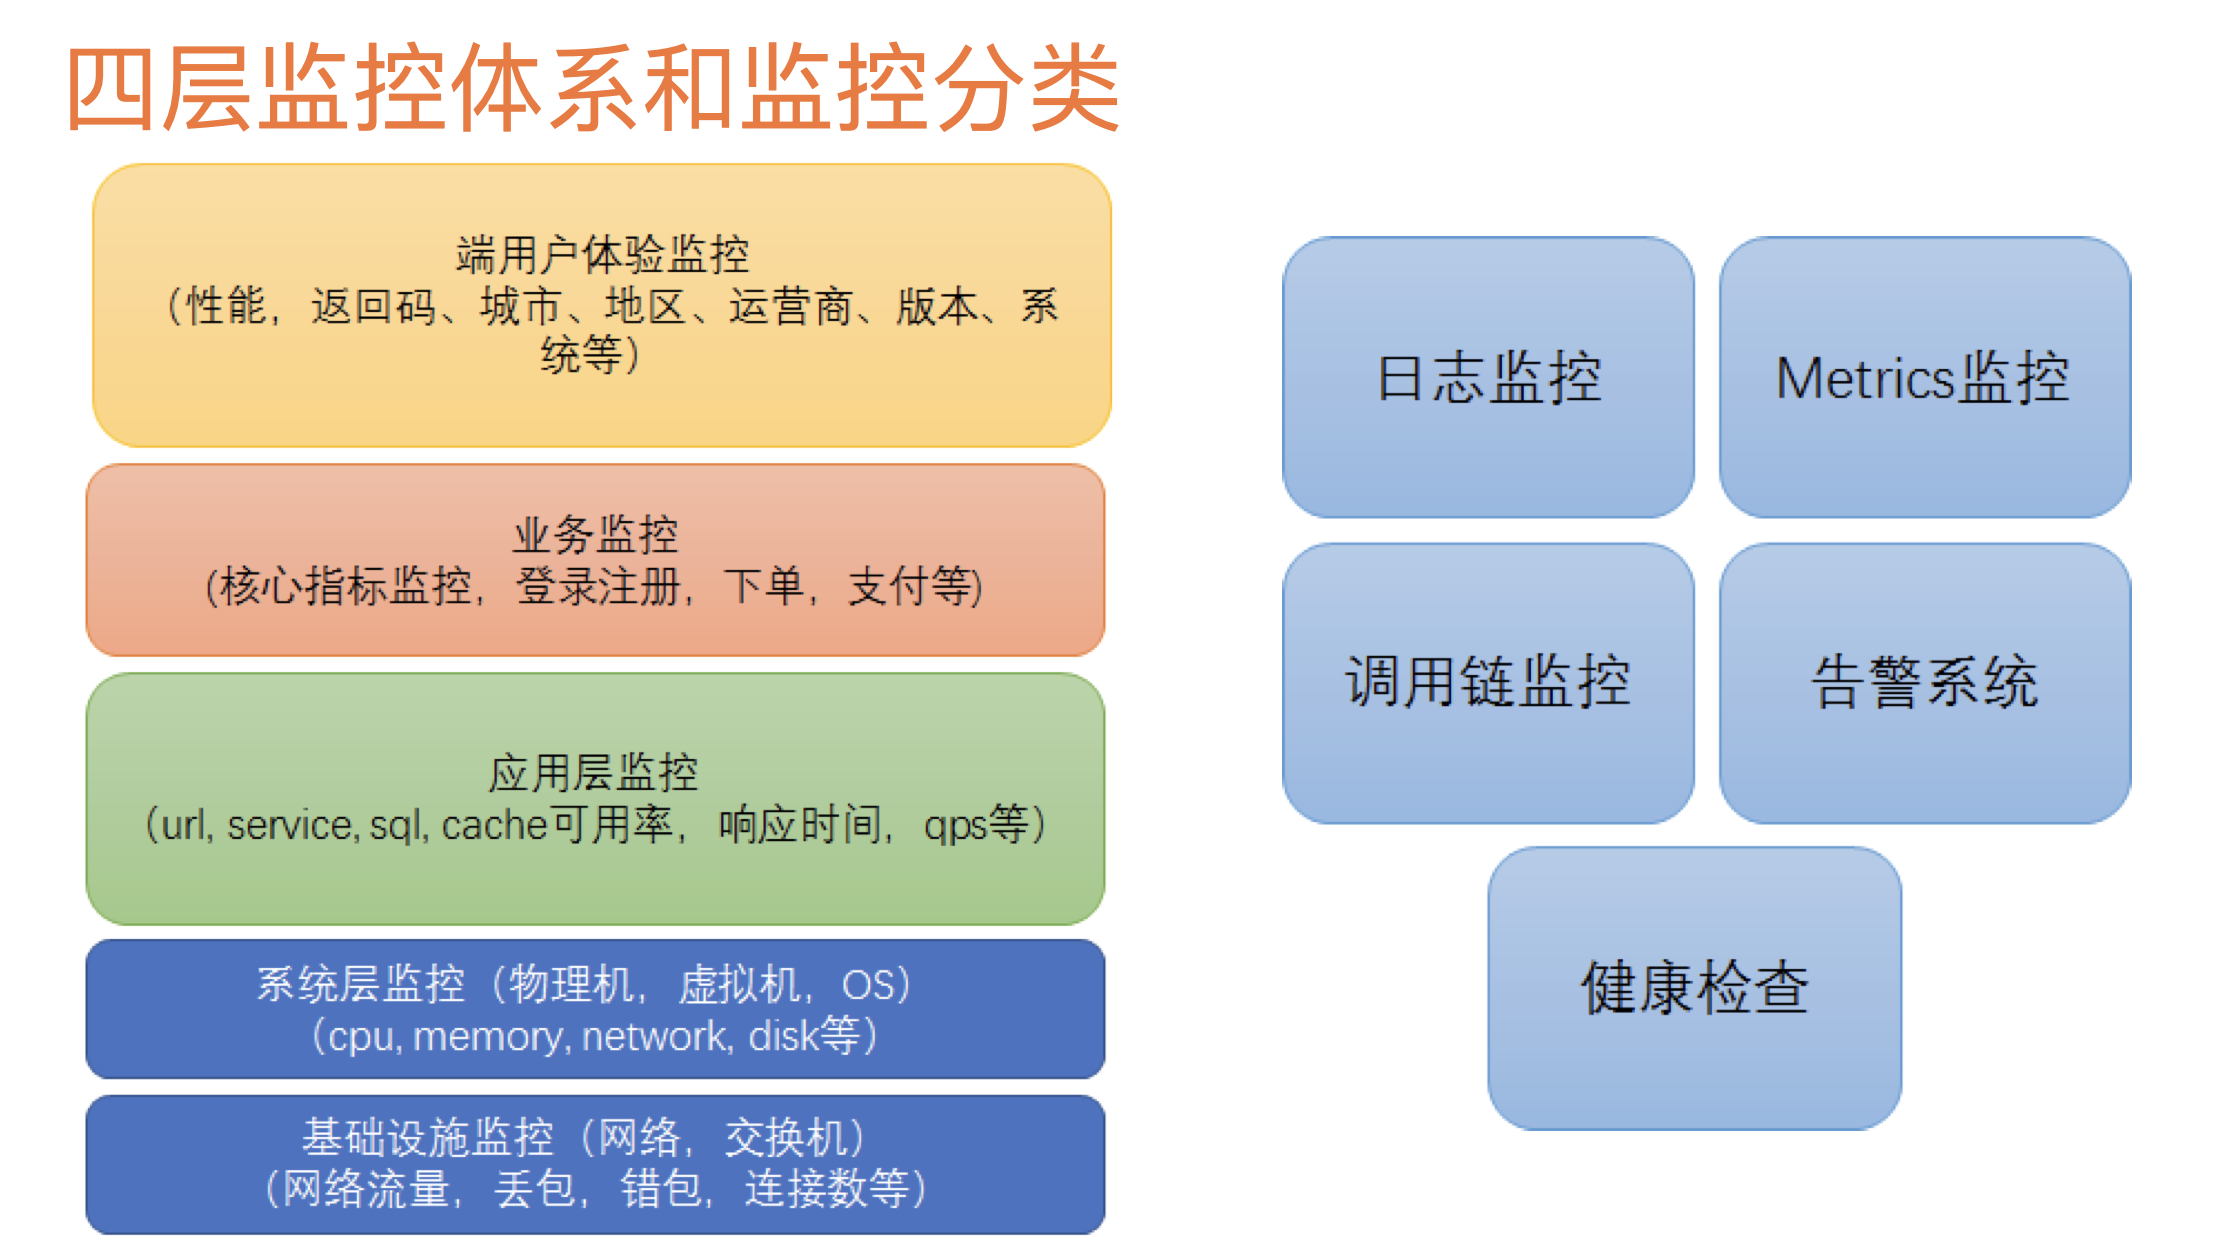 四层监控体系和监控分类
端用户体验监控
（性能，返回码、城市、地区、运营商、版本、系
统等）
业务监控
(核心指标监控，登录注册，下单，支付等)
应用层监控
（url, service, sql, cache可用率，响应时间，qps等）
系统层监控（物理机，虚拟机，OS）
（cpu, memory, network, disk等）
基础设施监控（网络，交换机）
（网络流量，丢包，错包，连接数等）
日志监控
Metrics监控
调用链监控
告警系统
健康检查